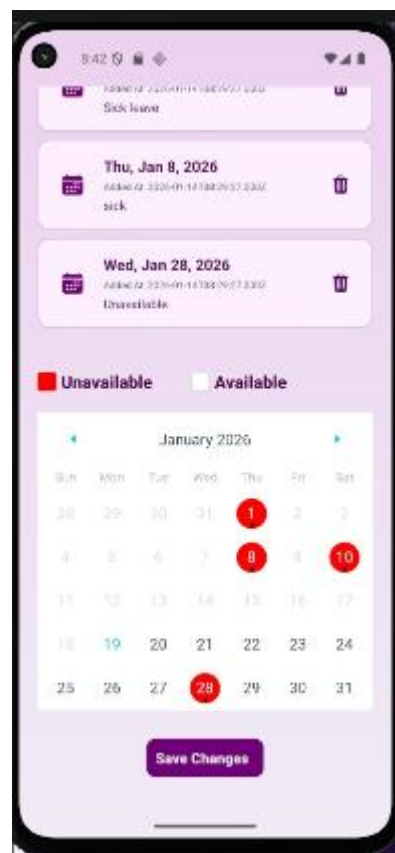 8:42
Sick leave
Thu, Jan 8, 2026
sick
Wed, Jan 28, 2026
Unavailable
Unavailable Available
January 2026
Sun Mon Tue Wed Thu Fri Sat
28 29 30 31 1 2 3
4 5 6 7 8 9 10
11 12 13 14 15 16 17
18 19 20 21 22 23 24
25 26 27 28 29 30 31
Save Changes